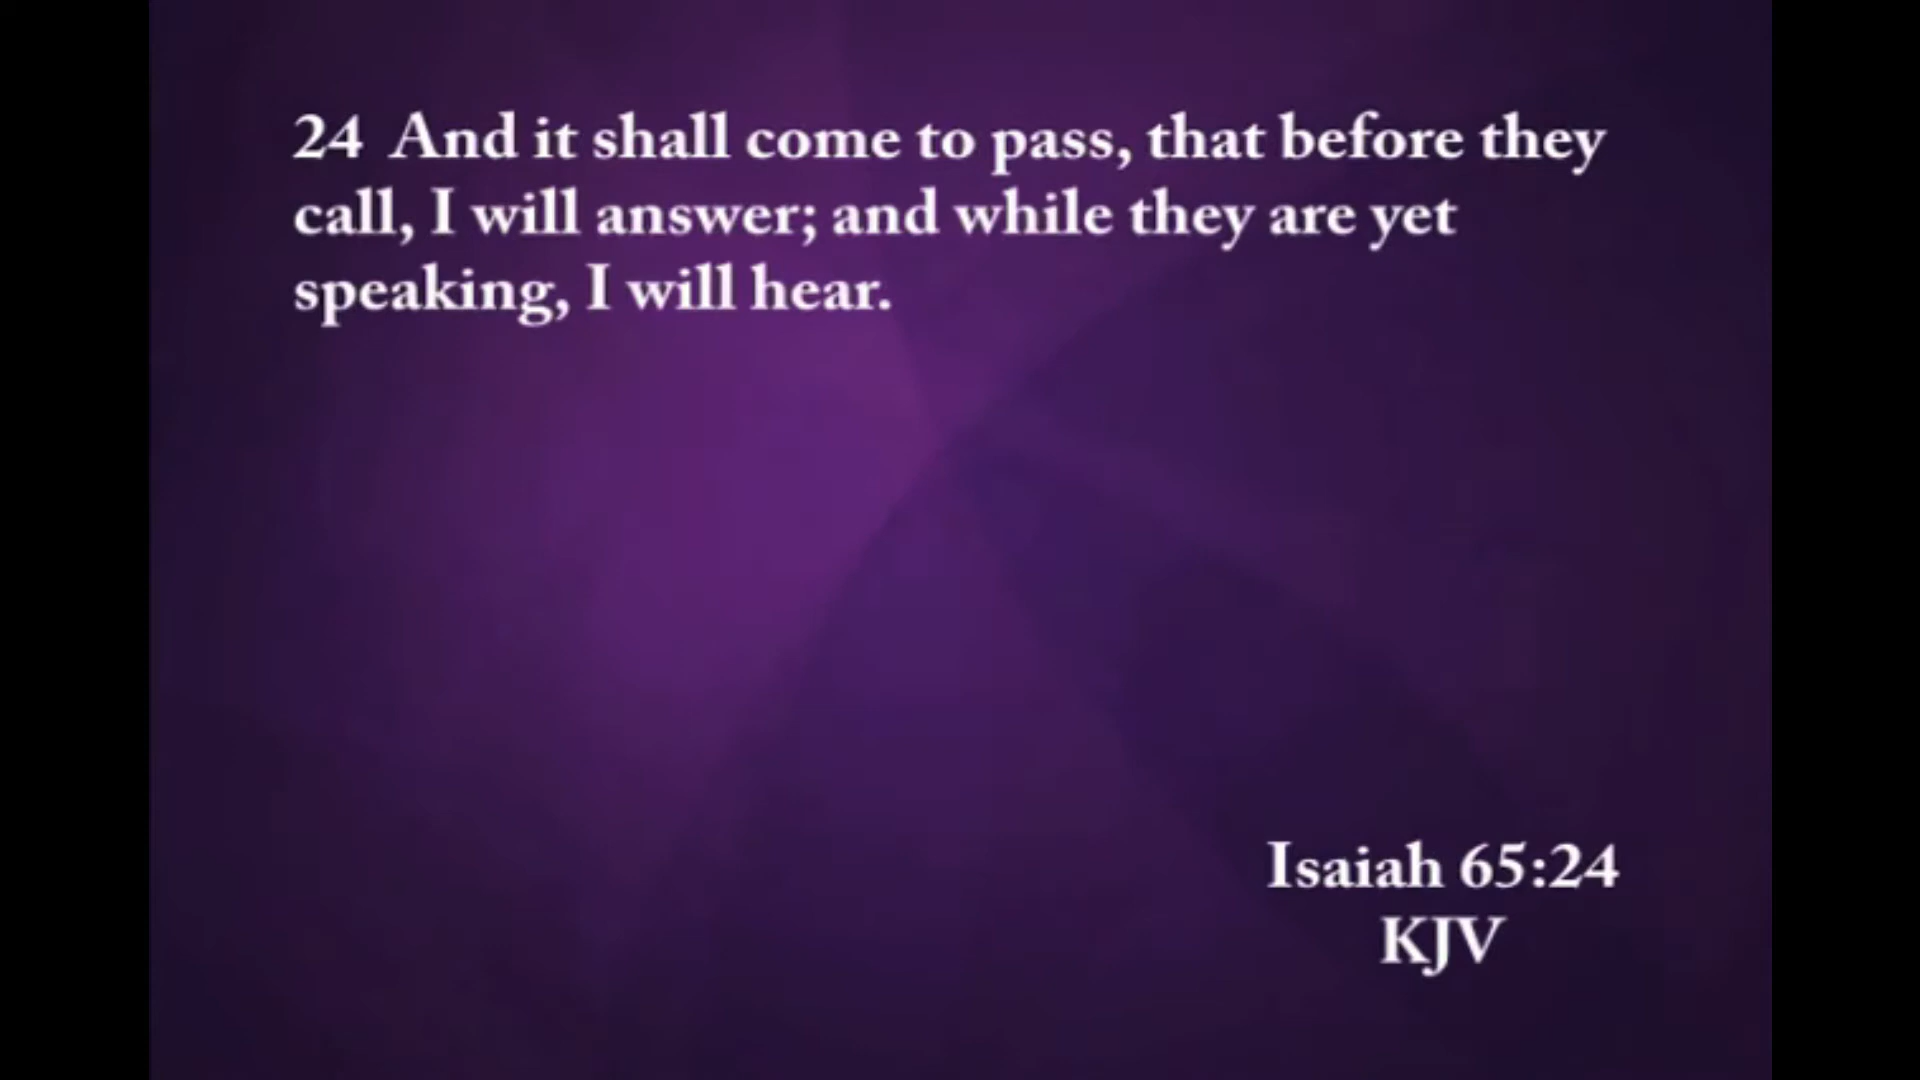 24 And it shall come to pass, that before they
call, I will answer; and while they are yet
speaking, I will hear.
Isaiah 65:24
KJV